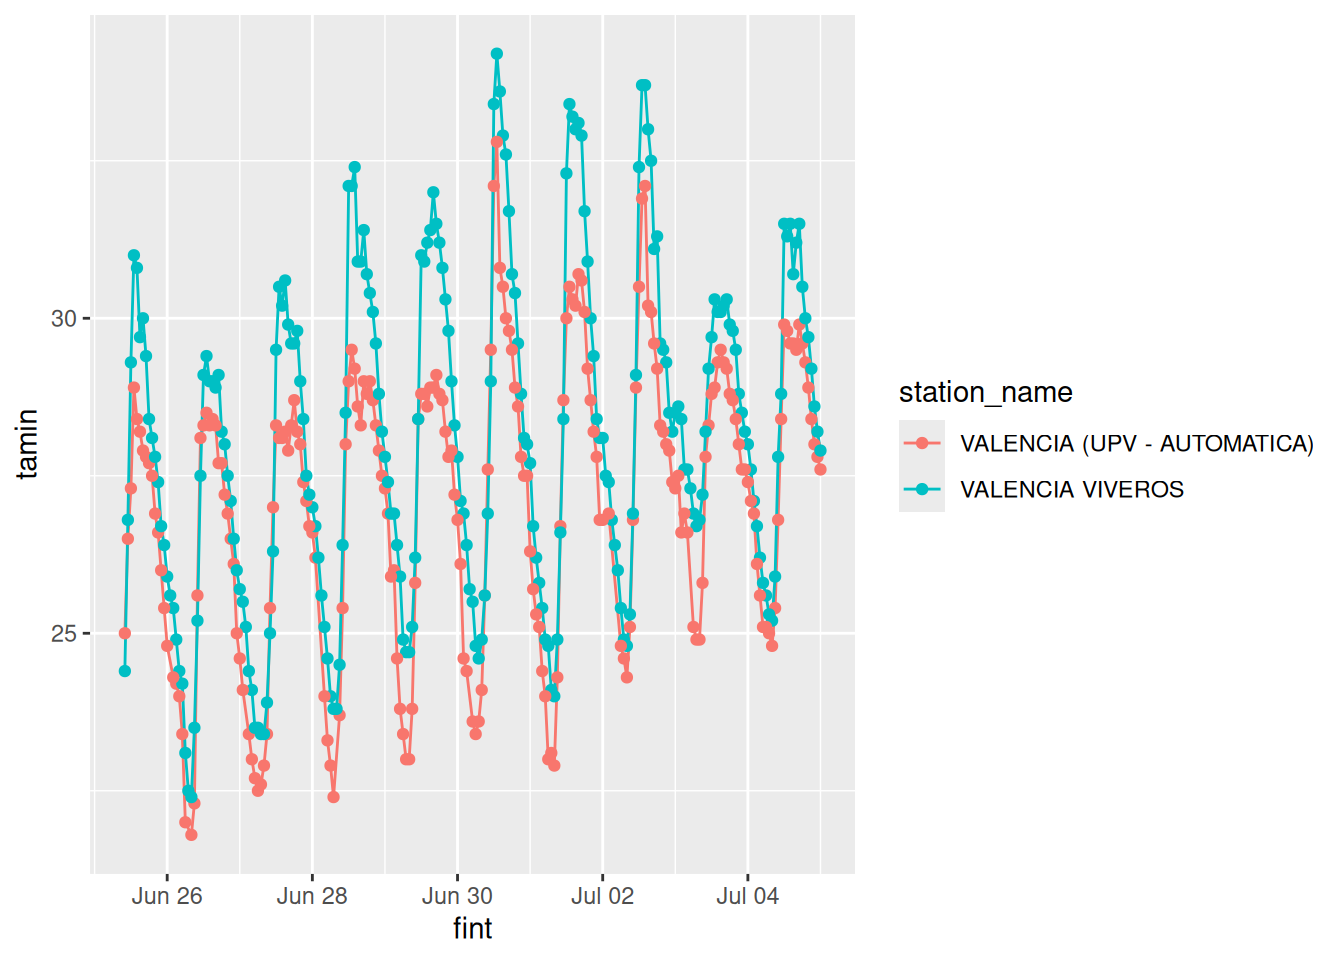 tamin
30
25
Jun 26
Jun 28
Jun 30
Jul 02
Jul 04
fint
station_name
VALENCIA (UPV - AUTOMATICA)
VALENCIA VIVEROS